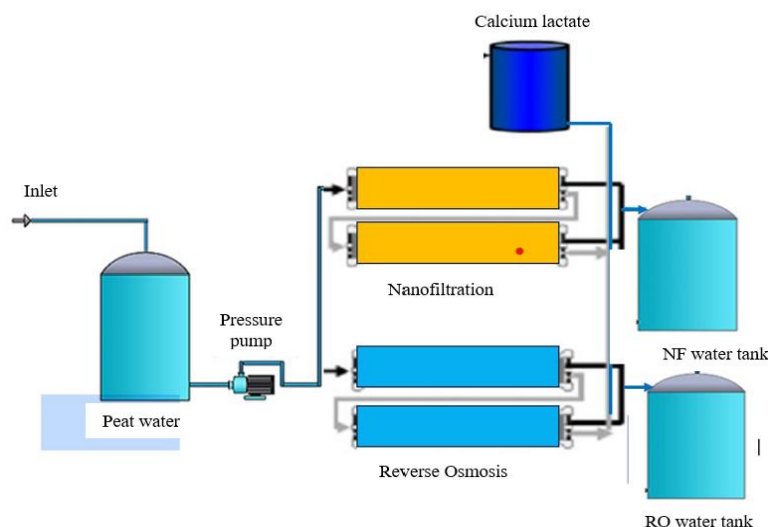 Calcium lactate
Inlet
Nanofiltration
Pressure
pump
NF water tank
Peat water
Reverse Osmosis
RO water tank